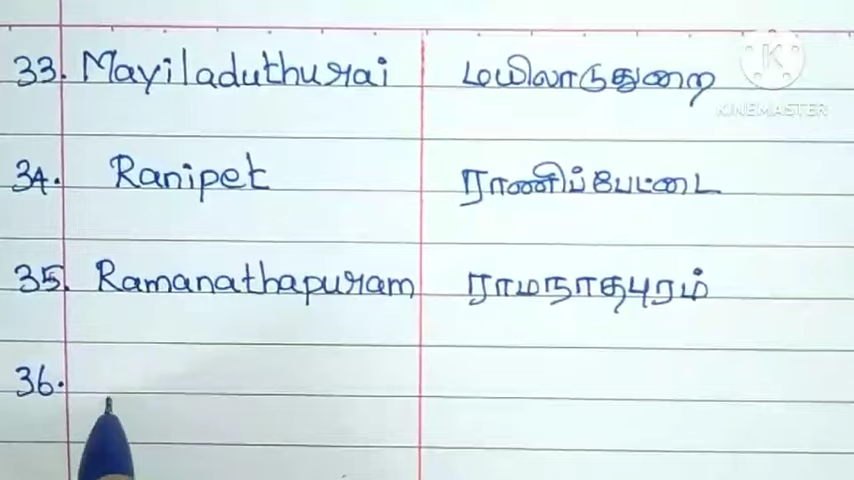 33. Mayiladuthurai மயிலாடுதுறை
34. Ranipet ராணிப்பேட்டை
35. Ramanathapuram ராமநாதபுரம்
36.
K
KINEMASTER